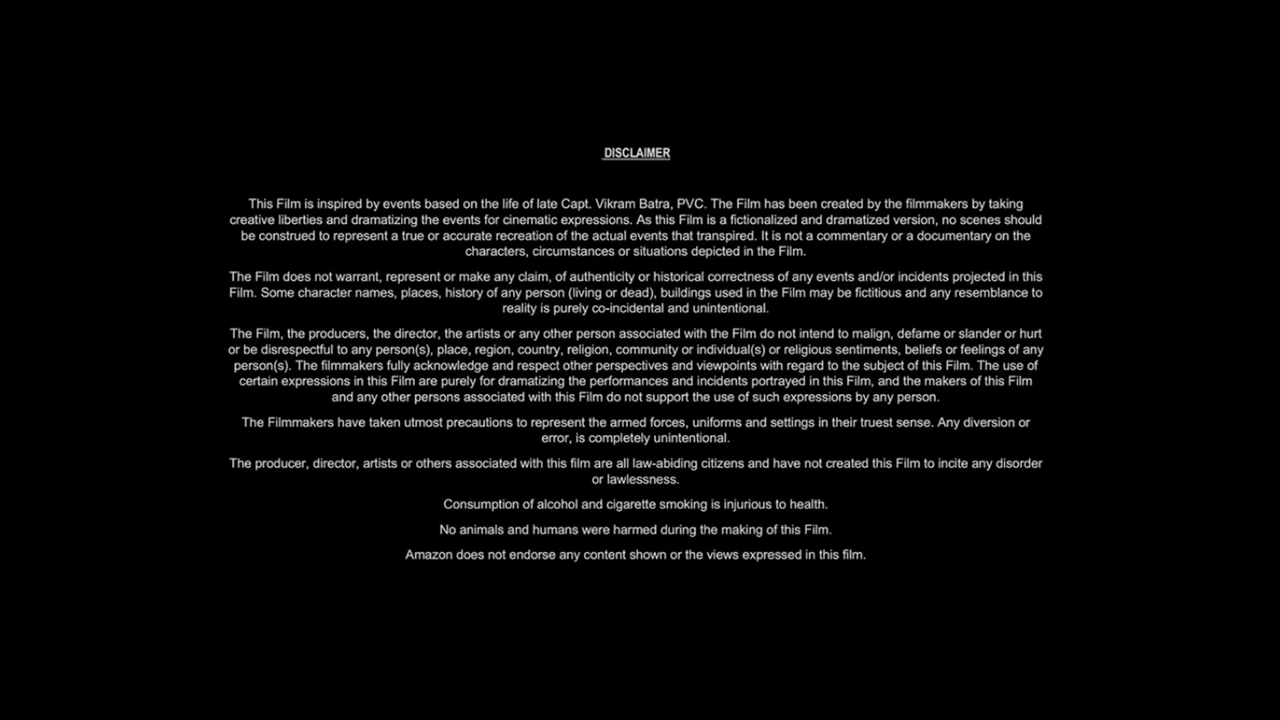 DISCLAIMER
This Film is inspired by events based on the life of late Capt. Vikram Batra, PVC. The Film has been created by the filmmakers by taking
creative liberties and dramatizing the events for cinematic expressions. As this Film is a fictionalized and dramatized version, no scenes should
be construed to represent a true or accurate recreation of the actual events that transpired. It is not a commentary or a documentary on the
characters, circumstances or situations depicted in the Film.
The Film does not warrant, represent or make any claim, of authenticity or historical correctness of any events and/or incidents projected in this
Film. Some character names, places, history of any person (living or dead), buildings used in the Film may be fictitious and any resemblance to
reality is purely co-incidental and unintentional.
The Film, the producers, the director, the artists or any other person associated with the Film do not intend to malign, defame or slander or hurt
or be disrespectful to any person(s), place, region, country, religion, community or individual(s) or religious sentiments, beliefs or feelings of any
person(s). The filmmakers fully acknowledge and respect other perspectives and viewpoints with regard to the subject of this Film. The use of
certain expressions in this Film are purely for dramatizing the performances and incidents portrayed in this Film, and the makers of this Film
and any other persons associated with this Film do not support the use of such expressions by any person.
The Filmmakers have taken utmost precautions to represent the armed forces, uniforms and settings in their truest sense. Any diversion or
error, is completely unintentional.
The producer, director, artists or others associated with this film are all law-abiding citizens and have not created this Film to incite any disorder
or lawlessness.
Consumption of alcohol and cigarette smoking is injurious to health.
No animals and humans were harmed during the making of this Film.
Amazon does not endorse any content shown or the views expressed in this film.